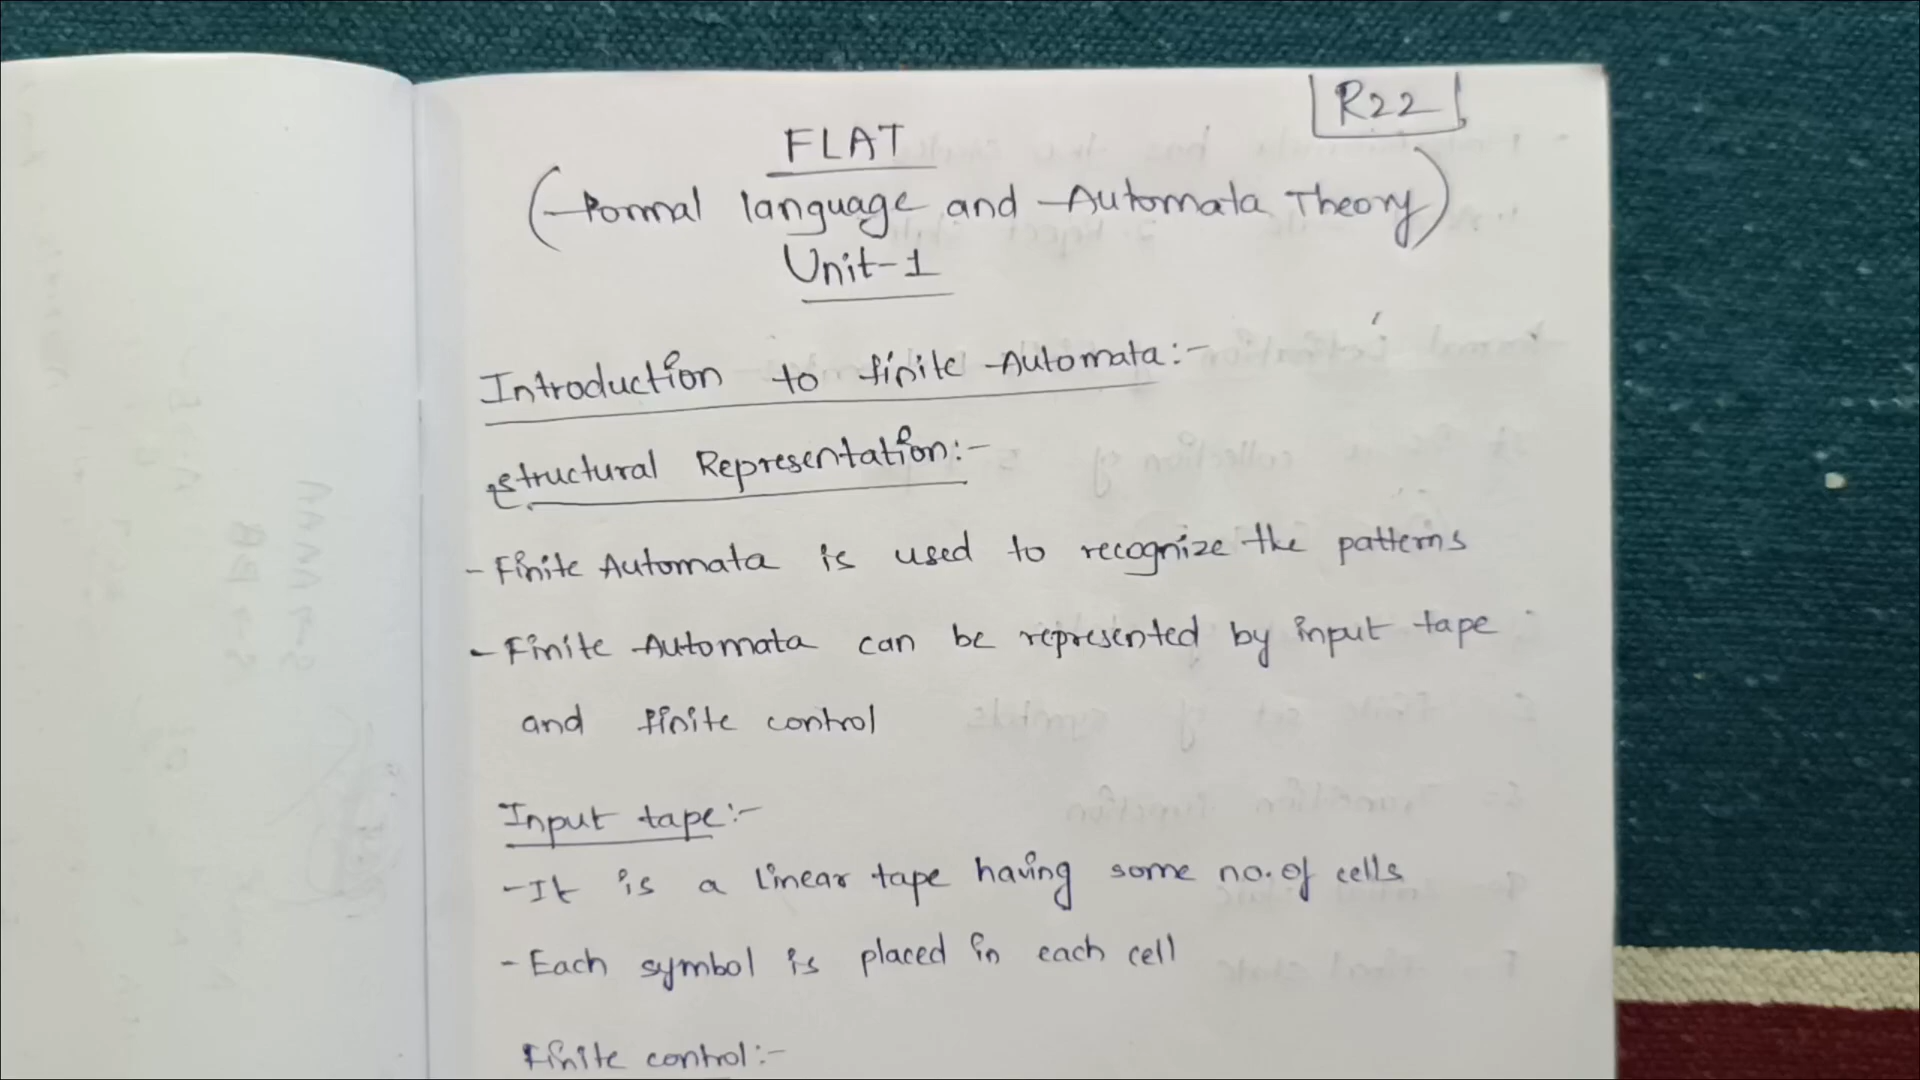 R22
FLAT
(Formal language and Automata Theory)
Unit-1
Introduction to finite Automata:-
structural Representation:-
- Finite Automata is used to recognize the patterns
- Finite Automata can be represented by input tape
and finite control
Input tape:-
- It is a linear tape having some no. of cells
- Each symbol is placed in each cell
Finite control:-